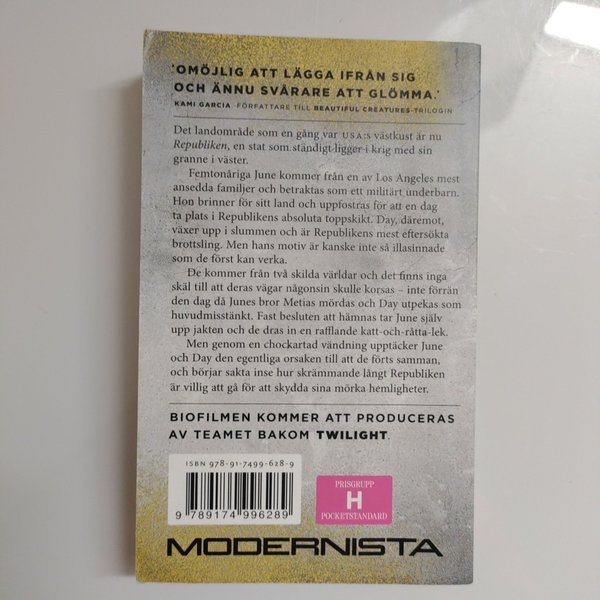 'OMÖJLIG ATT LÄGGA IFRÅN SIG
OCH ÄNNU SVÅRARE ATT GLÖMMA.'
KAMI GARCIA FÖRFATTARE TILL BEAUTIFUL CREATURES-TRILOGIN
Det landområde som en gång var USA:s västkust är nu
Republiken, en stat som ständigt ligger i krig med sin
granne i väster.
Femtonåriga June kommer från en av Los Angeles mest
ansedda familjer och betraktas som ett militärt underbarn.
Hon brinner för sitt land och uppfostras för att en dag
ta plats i Republikens absoluta toppskikt. Day, däremot,
växer upp i slummen och är Republikens mest eftersökta
brottsling. Men hans motiv är kanske inte så illasinnade
som de först kan verka.
De kommer från två skilda världar och det finns inga
skäl till att deras vägar någonsin skulle korsas – inte förrän
den dag då Junes bror Metias mördas och Day utpekas som
huvudmisstänkt. Fast besluten att hämnas tar June själv
upp jakten och de dras in en rafflande katt-och-råtta-lek.
Men genom en chockartad vändning upptäcker June
och Day den egentliga orsaken till att de förts samman,
och börjar sakta inse hur skrämmande långt Republiken
är villig att gå för att skydda sina mörka hemligheter.
BIOFILMEN KOMMER ATT PRODUCERAS
AV TEAMET BAKOM TWILIGHT.
ISBN 978-91-7499-628-9
9 789174 996289
PRISGRUPP
H
POCKETSTANDARD
MODERNISTA